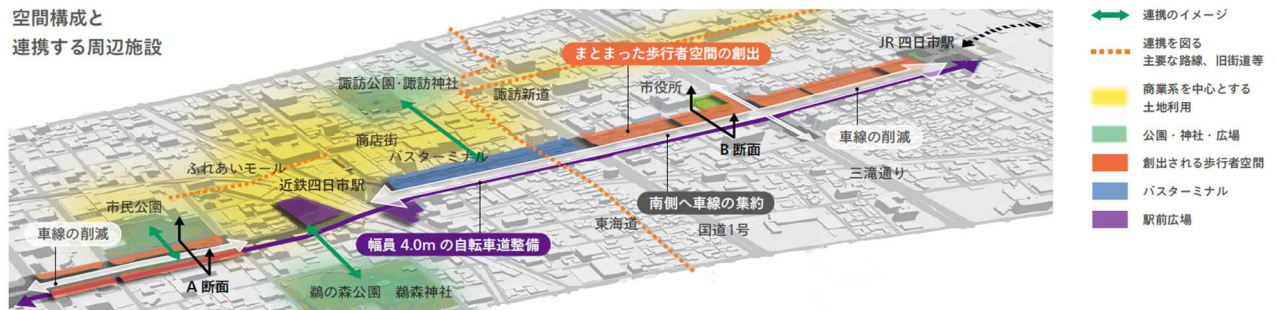 空間構成と
連携する周辺施設
JR 四日市駅
まとまった歩行者空間の創出
諏訪公園・諏訪神社
諏訪新道
市役所
車線の削減
商店街
バスターミナル
B 断面
ふれあいモール
三滝通り
近鉄四日市駅
南側へ車線の集約
市民公園
東海道
国道1号
車線の削減
幅員 4.0m の自転車道整備
A 断面
鵜の森公園 鵜森神社
連携のイメージ
連携を図る
主要な路線、旧街道等
商業系を中心とする
土地利用
公園・神社・広場
創出される歩行者空間
バスターミナル
駅前広場